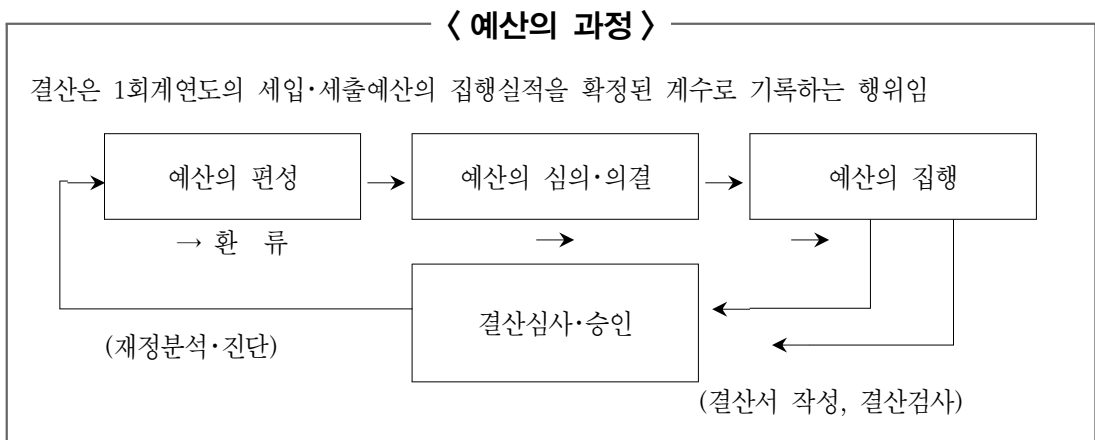 〈 예산의 과정 〉
결산은 1회계연도의 세입·세출예산의 집행실적을 확정된 계수로 기록하는 행위임
예산의 편성 → 예산의 심의·의결 → 예산의 집행
→ 환 류 → →
결산심사·승인
(재정분석·진단)
(결산서 작성, 결산검사)